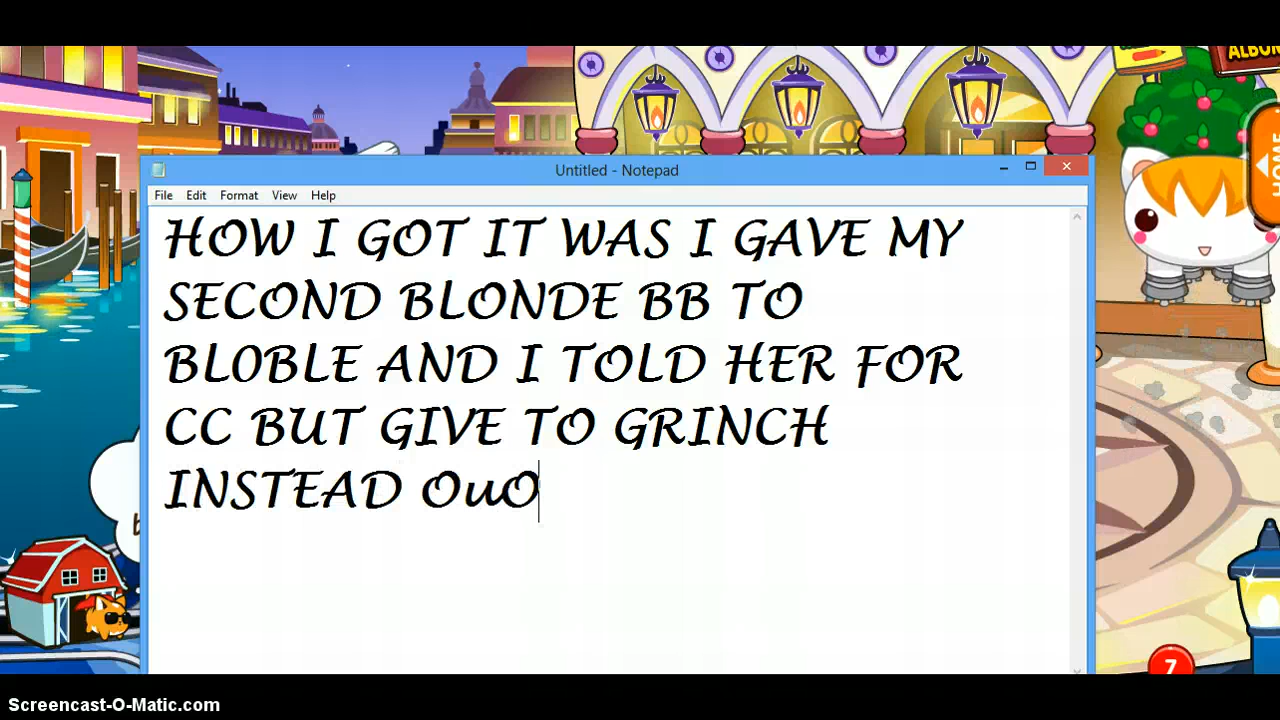 ALBUM
HOME
Untitled - Notepad
File Edit Format View Help
HOW I GOT IT WAS I GAVE MY
SECOND BLONDE BB TO
BLOBLE AND I TOLD HER FOR
CC BUT GIVE TO GRINCH
INSTEAD OuO
7
Screencast-O-Matic.com